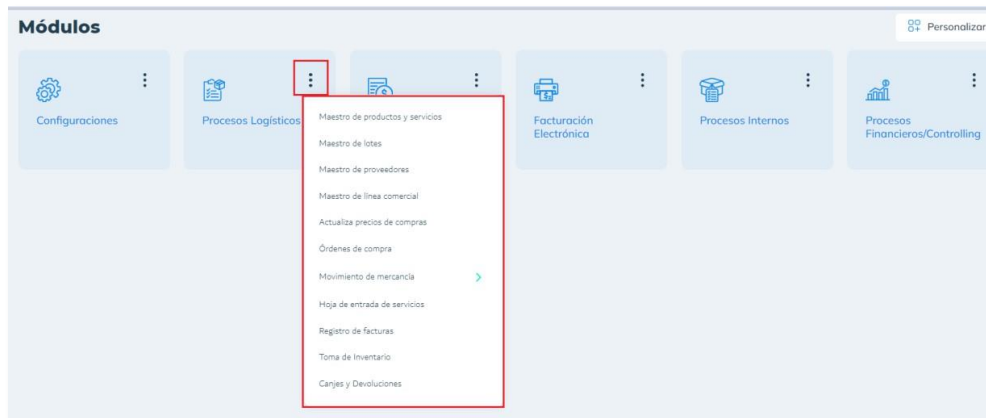 Módulos
Personalizar
Configuraciones
Procesos Logísticos
Facturación
Electrónica
Procesos Internos
Procesos
Financieros/Controlling
Maestro de productos y servicios
Maestro de lotes
Maestro de proveedores
Maestro de línea comercial
Actualiza precios de compras
Órdenes de compra
Movimiento de mercancía
Hoja de entrada de servicios
Registro de facturas
Toma de Inventario
Canjes y Devoluciones